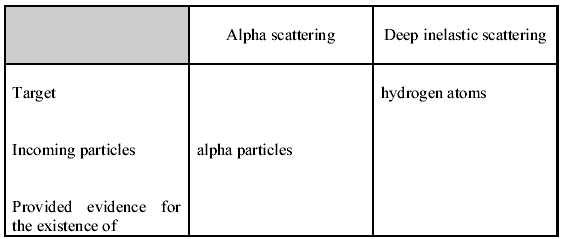 Alpha scattering Deep inelastic scattering
Target hydrogen atoms
Incoming particles alpha particles
Provided evidence for
the existence of